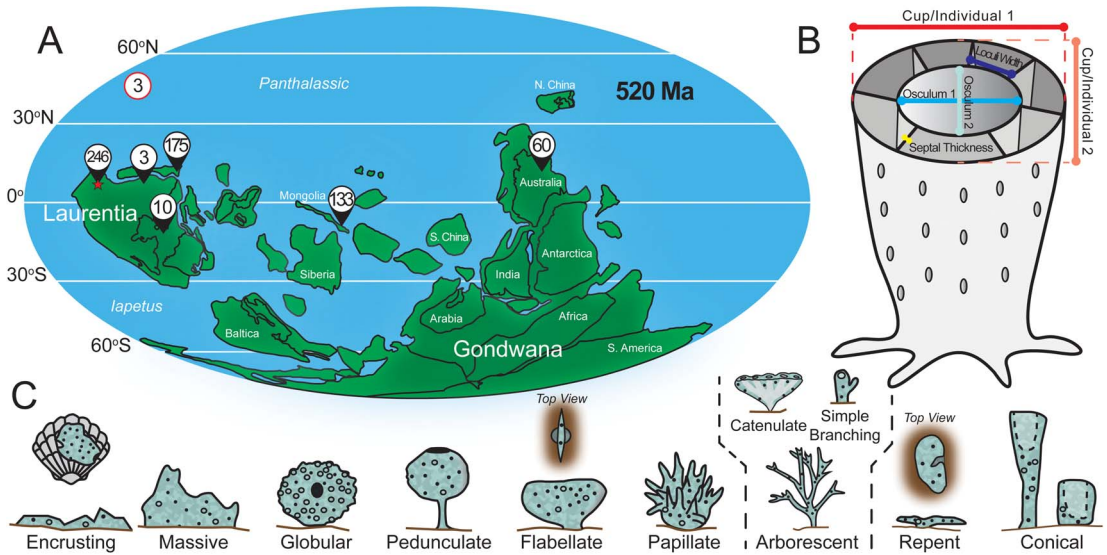 A
60°N
3
Panthalassic
N. China
520 Ma
30°N
246
3
175
60
Australia
0°
Mongolia
133
Laurentia
10
S. China
Antarctica
India
Siberia
30°S
Iapetus
Arabia
Africa
Baltica
Gondwana
S. America
60°S
B
Cup/Individual 1
Cup/Individual 2
Loculi Width
Osculum 1
Osculum 2
Septal Thickness
C
Top View
Catenulate
Simple
Branching
Top View
Encrusting
Massive
Globular
Pedunculate
Flabellate
Papillate
Arborescent
Repent
Conical